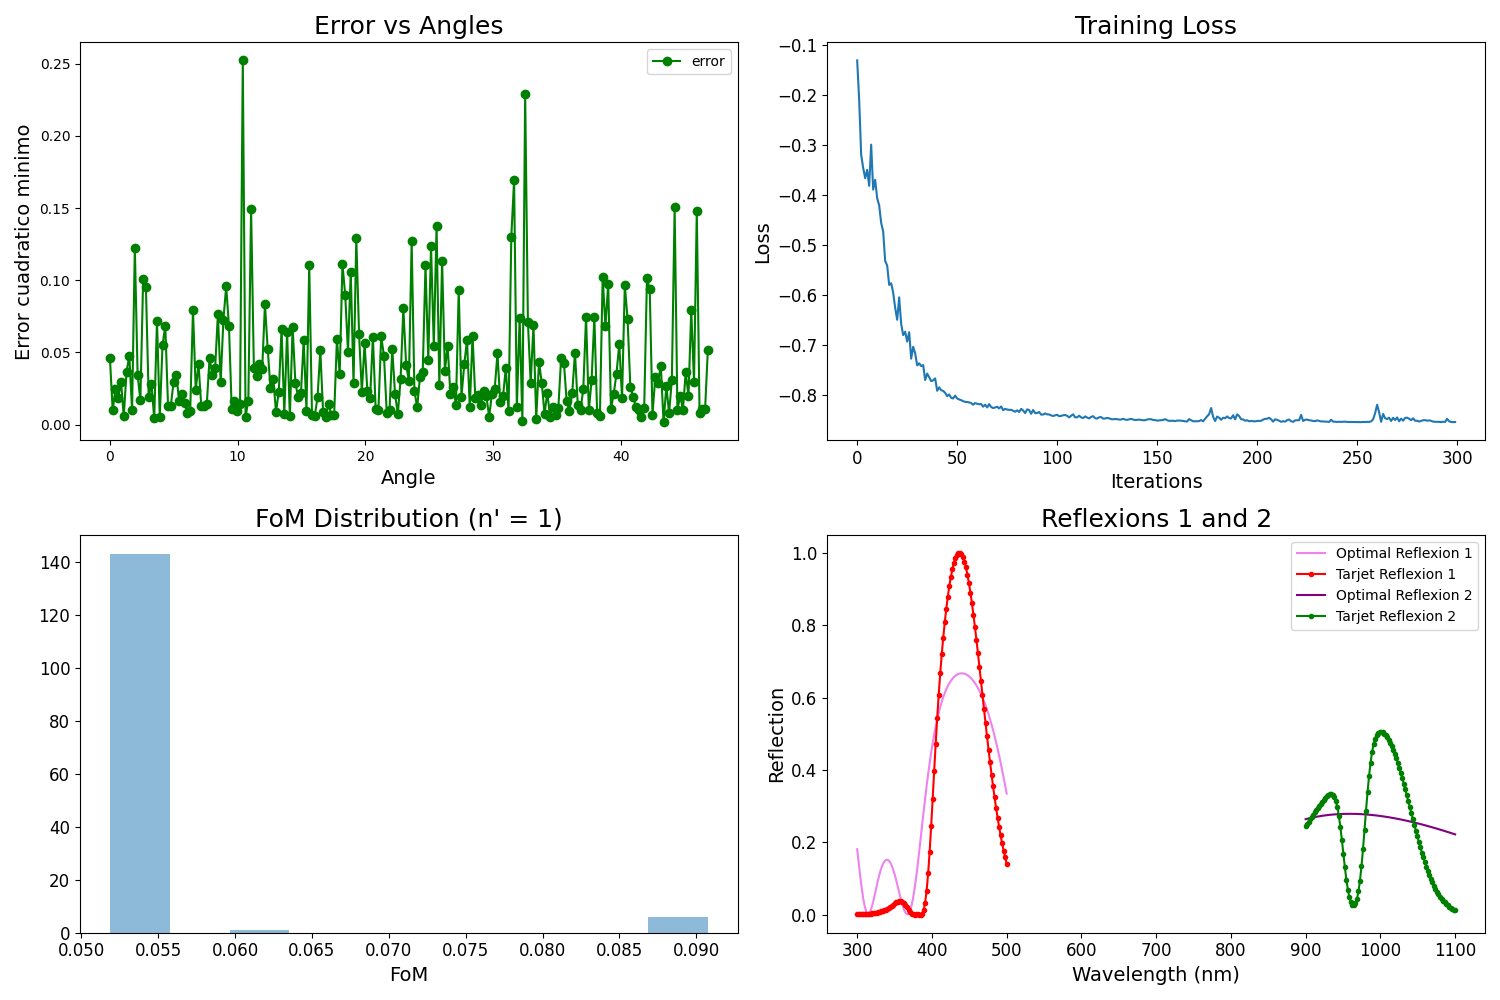 Error vs Angles
error
0.25
0.20
0.15
0.10
0.05
0.00
Error cuadratico minimo
0 10 20 30 40
Angle
Training Loss
−0.1
−0.2
−0.3
−0.4
−0.5
−0.6
−0.7
−0.8
Loss
0 50 100 150 200 250 300
Iterations
FoM Distribution (n' = 1)
140
120
100
80
60
40
20
0
0.050 0.055 0.060 0.065 0.070 0.075 0.080 0.085 0.090
FoM
Reflexions 1 and 2
Optimal Reflexion 1
Tarjet Reflexion 1
Optimal Reflexion 2
Tarjet Reflexion 2
1.0
0.8
0.6
0.4
0.2
0.0
Reflection
300 400 500 600 700 800 900 1000 1100
Wavelength (nm)